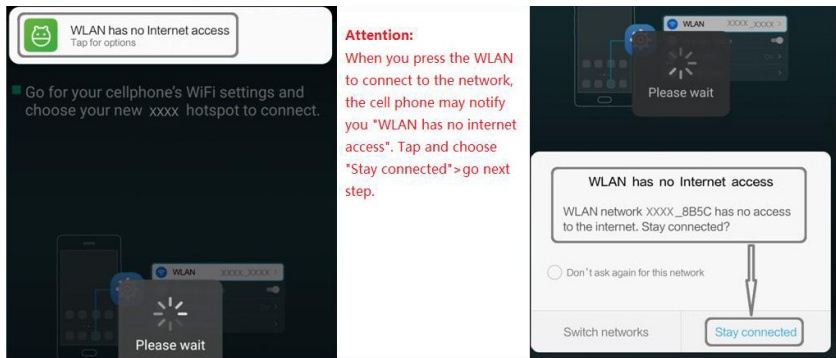 WLAN has no Internet access
Tap for options
Go for your cellphone's WiFi settings and
choose your new xxxx hotspot to connect.
WLAN XXXX_XXXX
Please wait
Attention:
When you press the WLAN
to connect to the network,
the cell phone may notify
you "WLAN has no internet
access". Tap and choose
"Stay connected">go next
step.
WLAN XXXX_XXXX
Please wait
WLAN has no Internet access
WLAN network XXXX_8B5C has no access
to the internet. Stay connected?
Don't ask again for this network
Switch networks
Stay connected